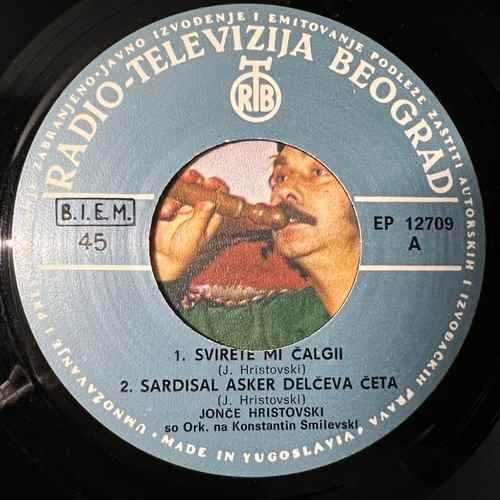 UMNOŽAVANJE I ZABRANJENO · JAVNO IZVOĐENJE I EMITOVANJE PODLEŽE ZAŠTITI AUTORSKIH I IZVOĐAČKIH PRAVA ·
RADIO-TELEVIZIJA BEOGRAD
RTB
B.I.E.M.
45
EP 12709
A
1. SVIRETE MI ČALGII
(J. Hristovski)
2. SARDISAL ASKER DELČEVA ČETA
(J. Hristovski)
JONČE HRISTOVSKI
so Ork. na Konstantin Smilevski
· MADE IN YUGOSLAVIA